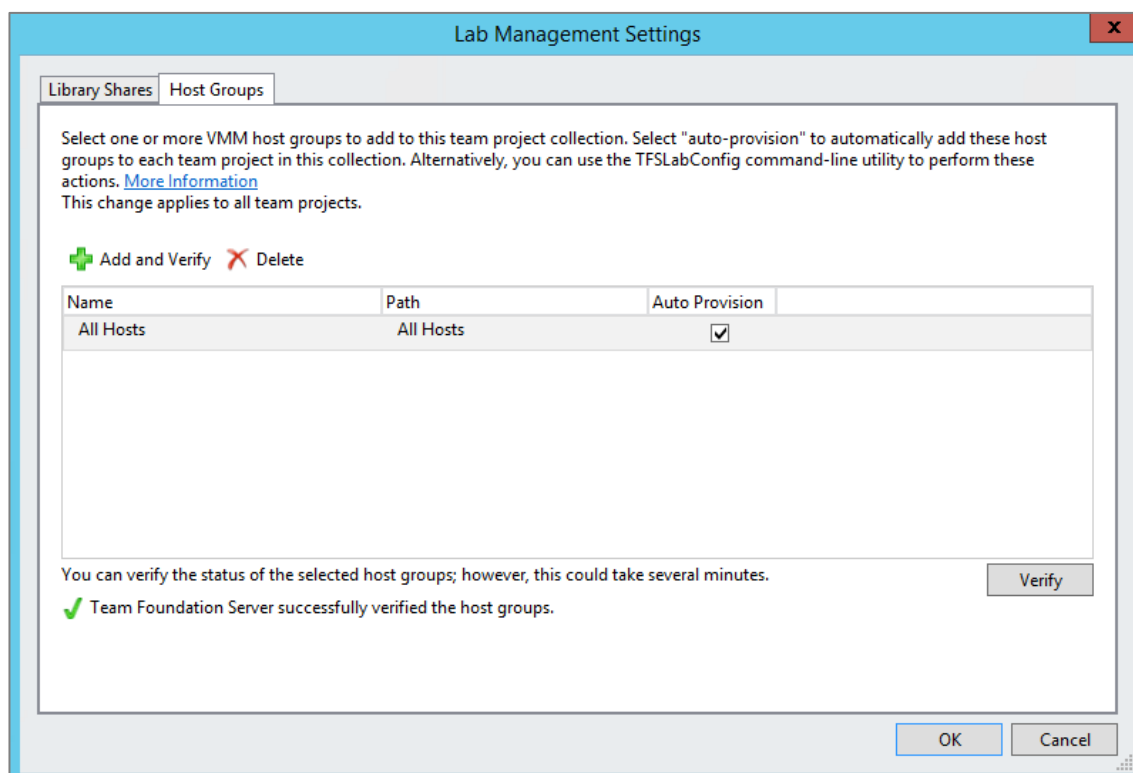 Lab Management Settings
x
Library Shares Host Groups
Select one or more VMM host groups to add to this team project collection. Select "auto-provision" to automatically add these host
groups to each team project in this collection. Alternatively, you can use the TFSLabConfig command-line utility to perform these
actions. More Information
This change applies to all team projects.
Add and Verify Delete
Name Path Auto Provision
All Hosts All Hosts
You can verify the status of the selected host groups; however, this could take several minutes.
Verify
Team Foundation Server successfully verified the host groups.
OK Cancel